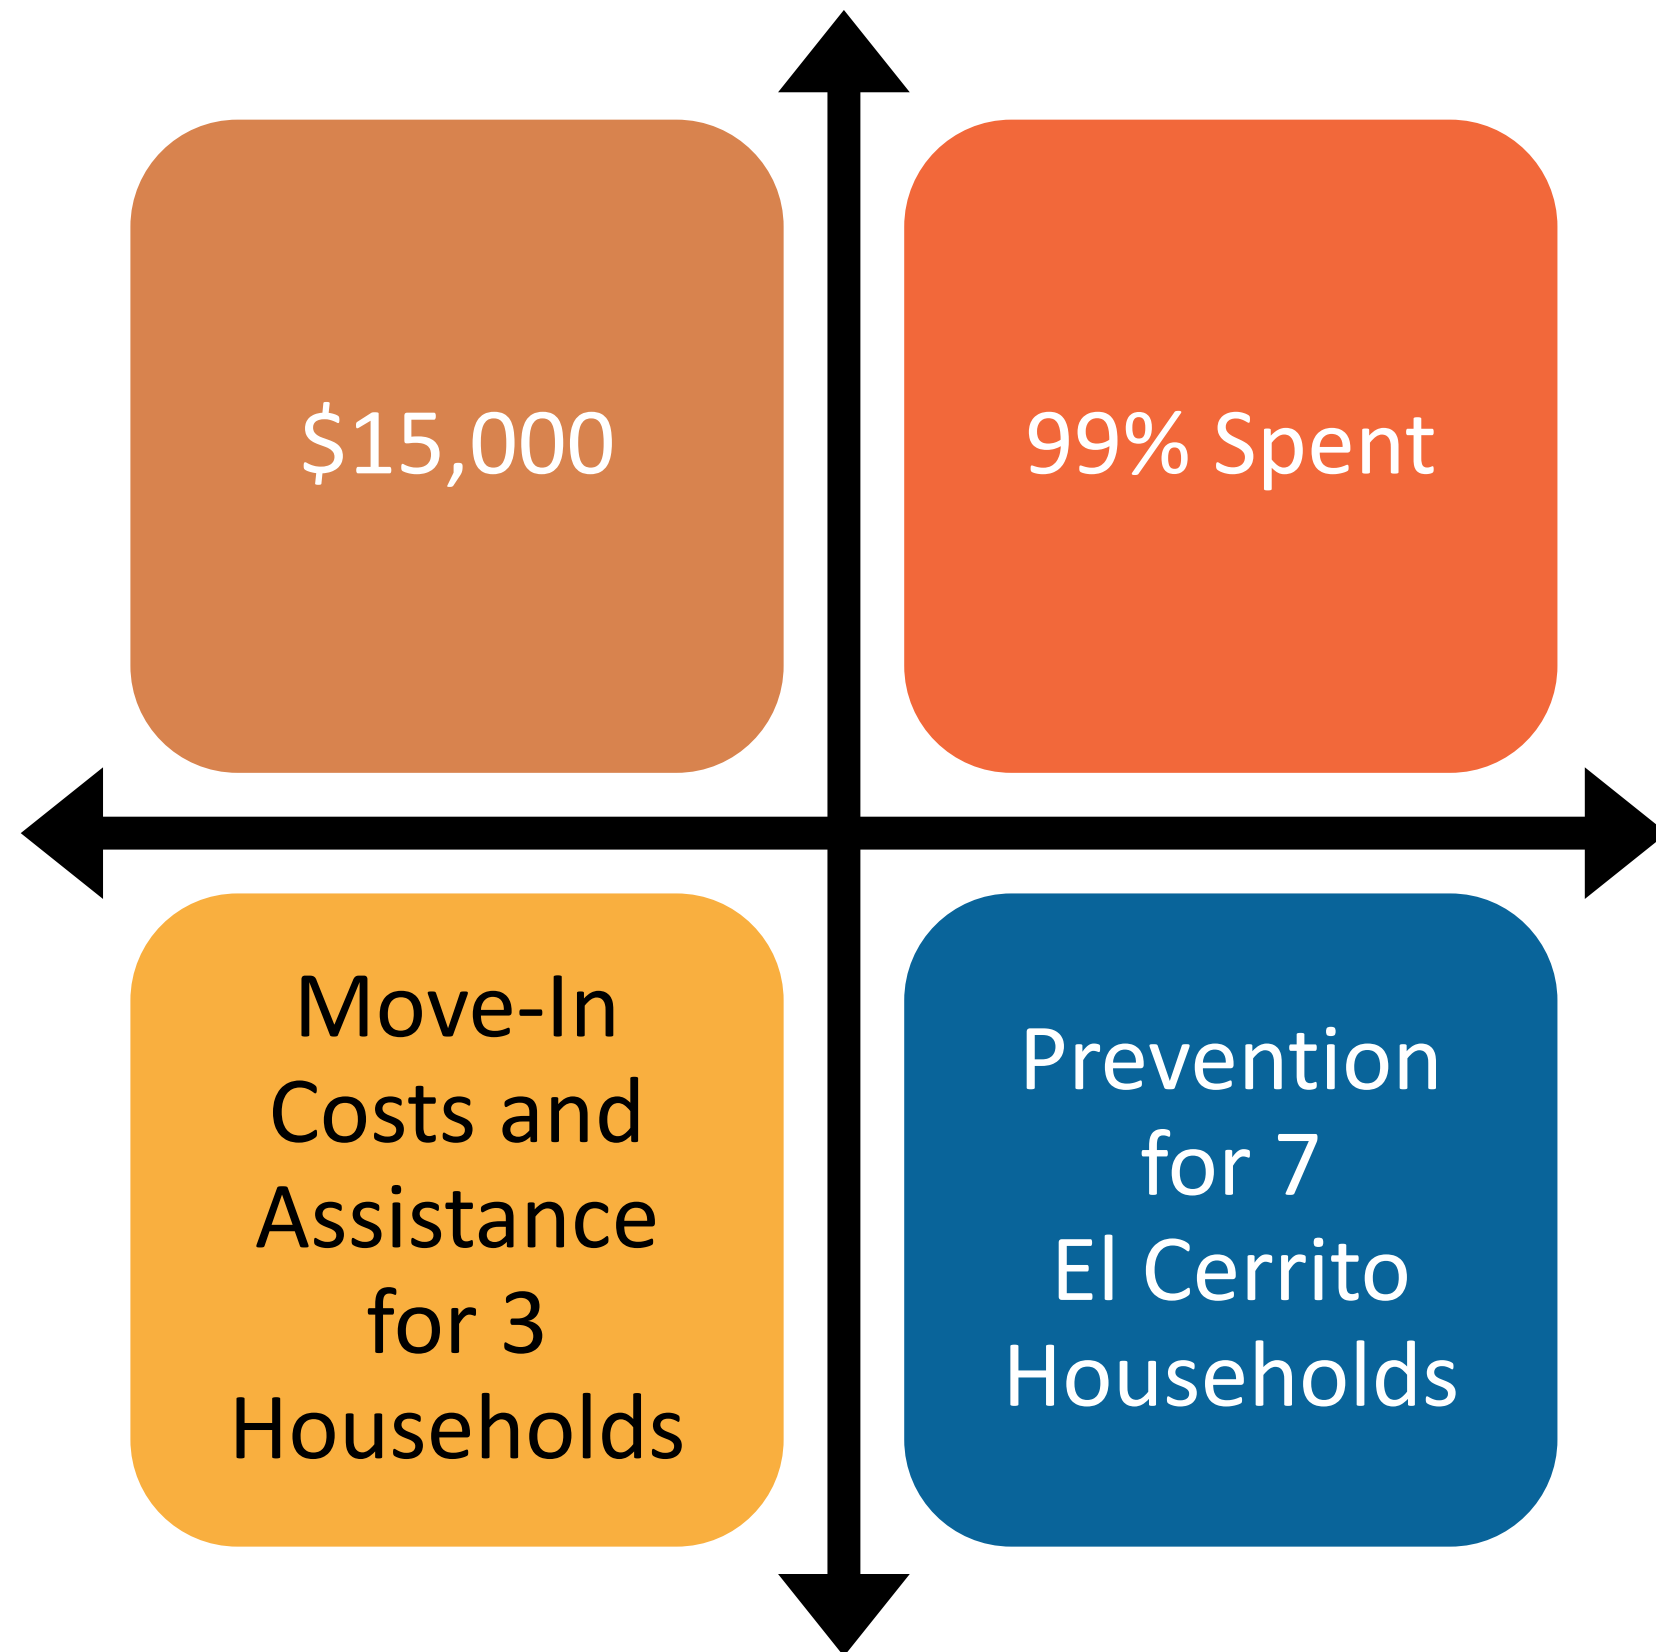 $15,000
99% Spent
Move-In
Costs and
Assistance
for 3
Households
Prevention
for 7
El Cerrito
Households